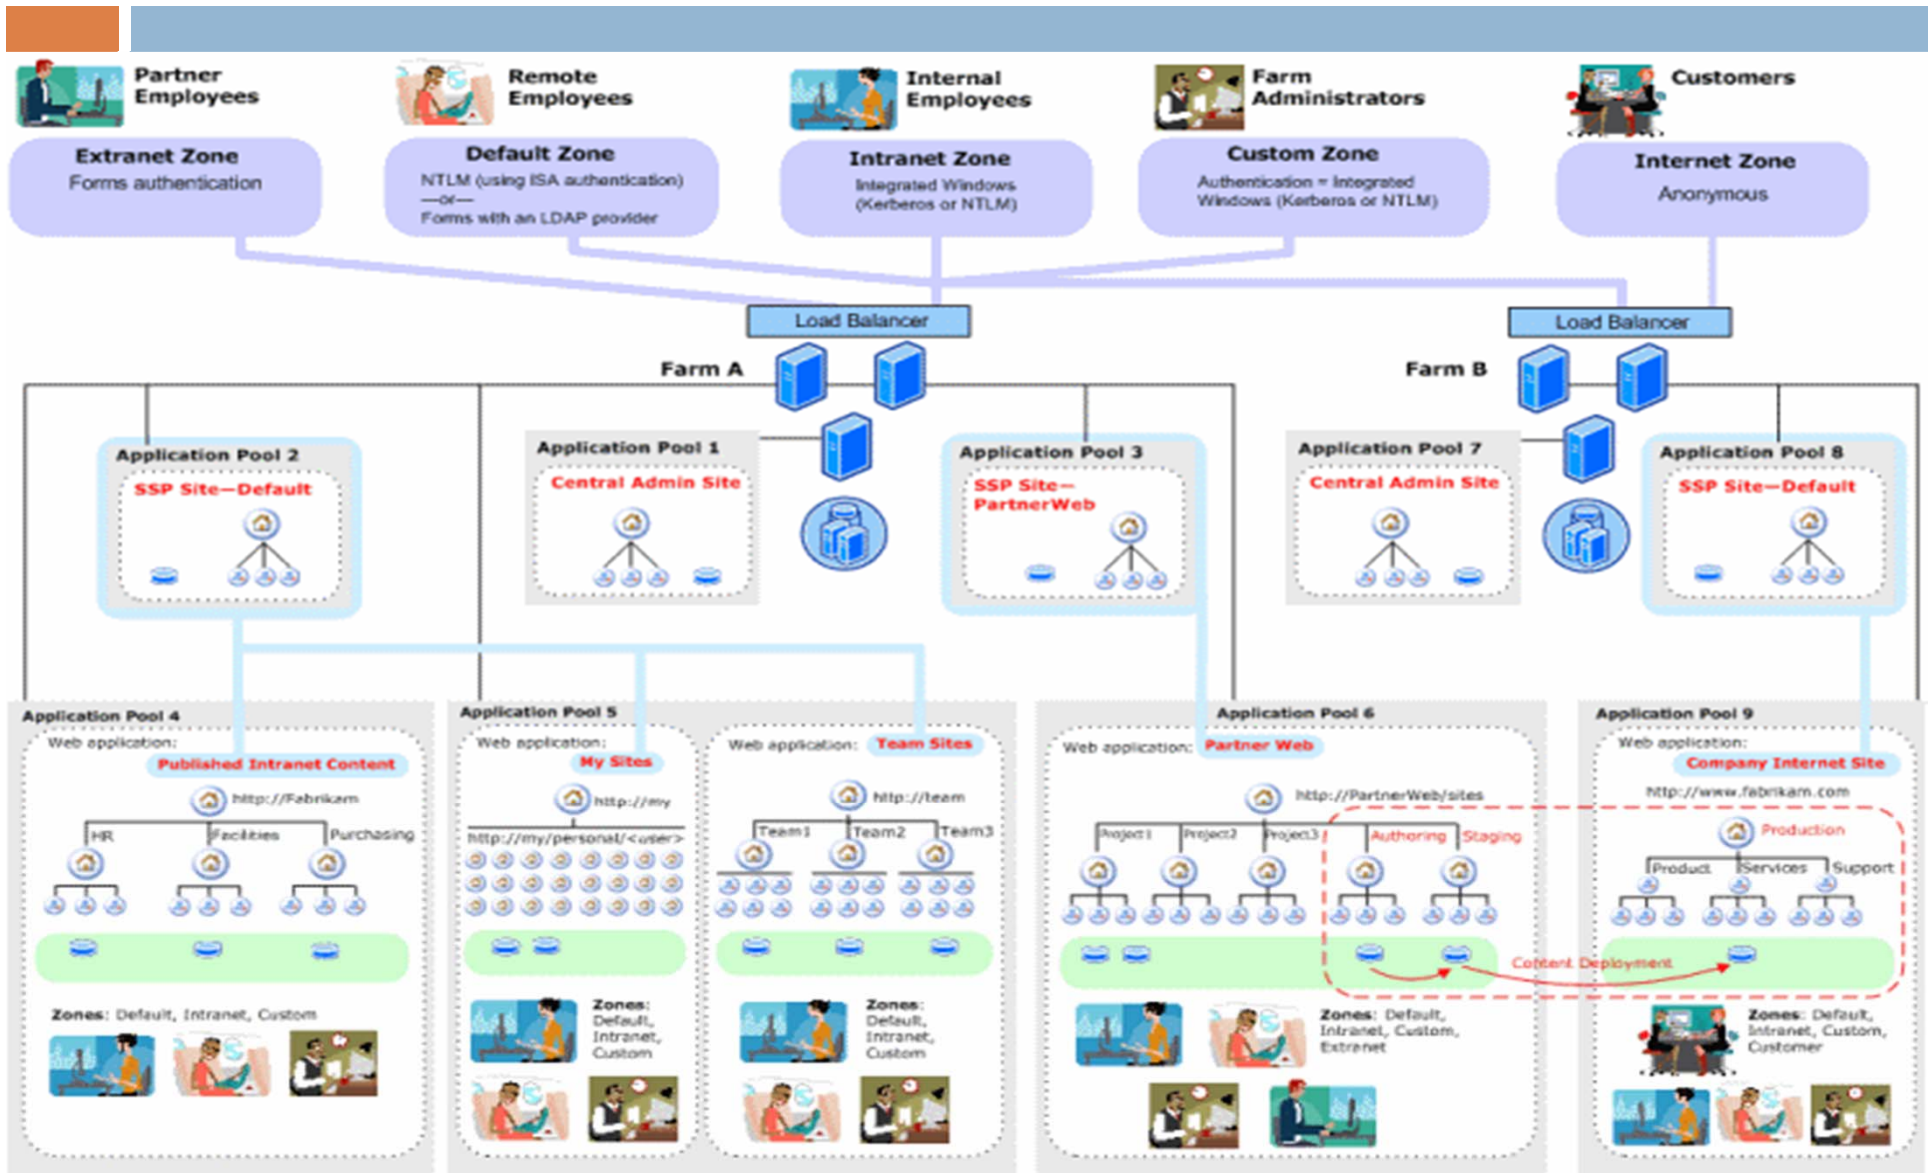 Partner
Employees
Remote
Employees
Internal
Employees
Farm
Administrators
Customers
Extranet Zone
Forms authentication
Default Zone
NTLM (using ISA authentication)
—or—
Forms with an LDAP provider
Intranet Zone
Integrated Windows
(Kerberos or NTLM)
Custom Zone
Authentication = Integrated
Windows (Kerberos or NTLM)
Internet Zone
Anonymous
Load Balancer
Load Balancer
Farm A
Farm B
Application Pool 2
SSP Site—Default
Application Pool 1
Central Admin Site
Application Pool 3
SSP Site—
PartnerWeb
Application Pool 7
Central Admin Site
Application Pool 8
SSP Site—Default
Application Pool 4
Web application:
Published Intranet Content
http://Fabrikam
HR
Facilities
Purchasing
Zones: Default, Intranet, Custom
Application Pool 5
Web application:
My Sites
http://my
http://my/personal/<user>
Zones:
Default,
Intranet,
Custom
Web application: Team Sites
http://team
Team1
Team2
Team3
Zones:
Default,
Intranet,
Custom
Application Pool 6
Web application: Partner Web
http://PartnerWeb/sites
Project1
Project2
Project3
Authoring
Staging
Content Deployment
Zones: Default,
Intranet, Custom,
Extranet
Application Pool 9
Web application:
Company Internet Site
http://www.fabrikam.com
Production
Product
Services
Support
Zones: Default,
Intranet, Custom,
Customer